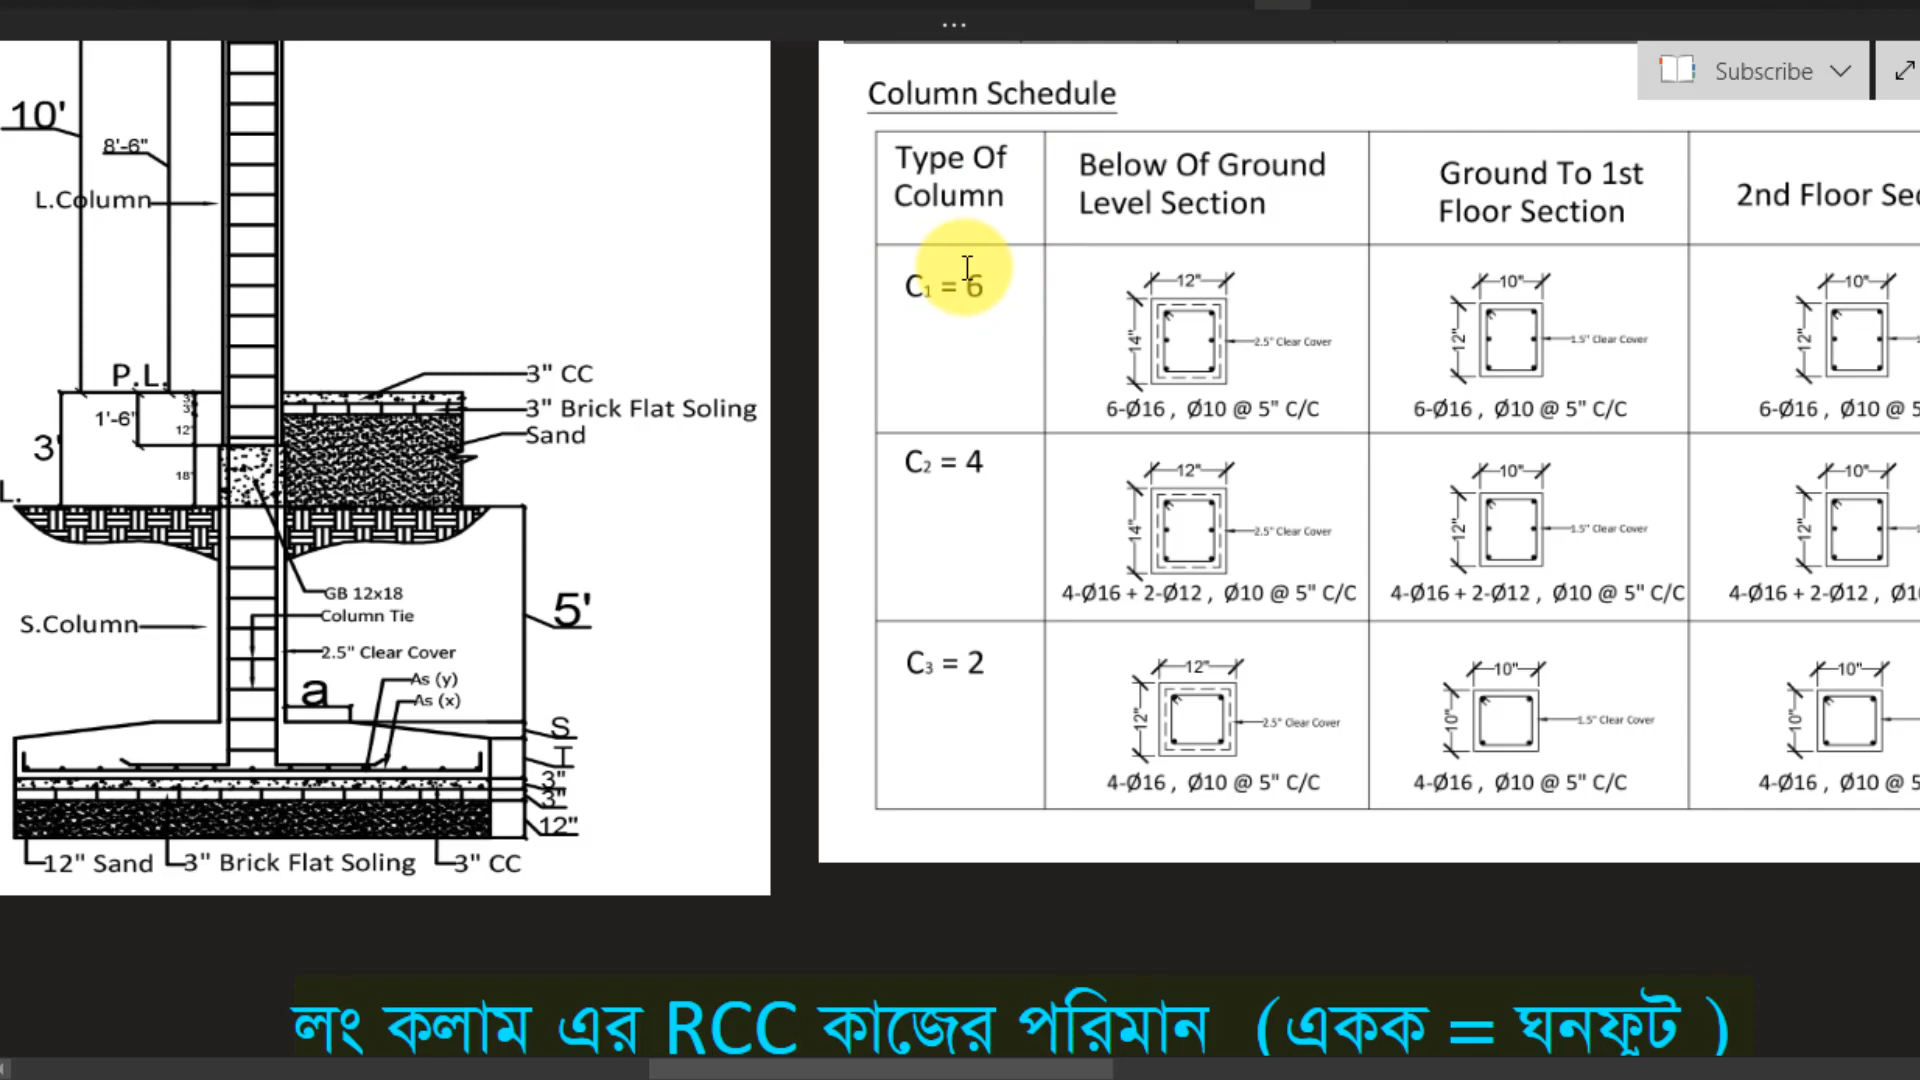 ...
10'
8'-6"
L.Column
P.L.
1'-6"
3"
3"
12"
3'
18"
L.
3" CC
3" Brick Flat Soling
Sand
GB 12x18
Column Tie
S.Column
5'
2.5" Clear Cover
As (y)
As (x)
a
S
T
3"
3"
12"
12" Sand
3" Brick Flat Soling
3" CC
Subscribe
Column Schedule
Type Of
Column
Below Of Ground
Level Section
Ground To 1st
Floor Section
2nd Floor Sec
C₁ = 6
12"
14"
2.5" Clear Cover
6-Ø16 , Ø10 @ 5" C/C
10"
12"
1.5" Clear Cover
6-Ø16 , Ø10 @ 5" C/C
10"
12"
6-Ø16 , Ø10 @ 5
C₂ = 4
12"
14"
2.5" Clear Cover
4-Ø16 + 2-Ø12 , Ø10 @ 5" C/C
10"
12"
1.5" Clear Cover
4-Ø16 + 2-Ø12 , Ø10 @ 5" C/C
10"
12"
4-Ø16 + 2-Ø12 , Ø10
C₃ = 2
12"
12"
2.5" Clear Cover
4-Ø16 , Ø10 @ 5" C/C
10"
10"
1.5" Clear Cover
4-Ø16 , Ø10 @ 5" C/C
10"
10"
4-Ø16 , Ø10 @ 5
লং কলাম এর RCC কাজের পরিমান (একক = ঘনফুট )